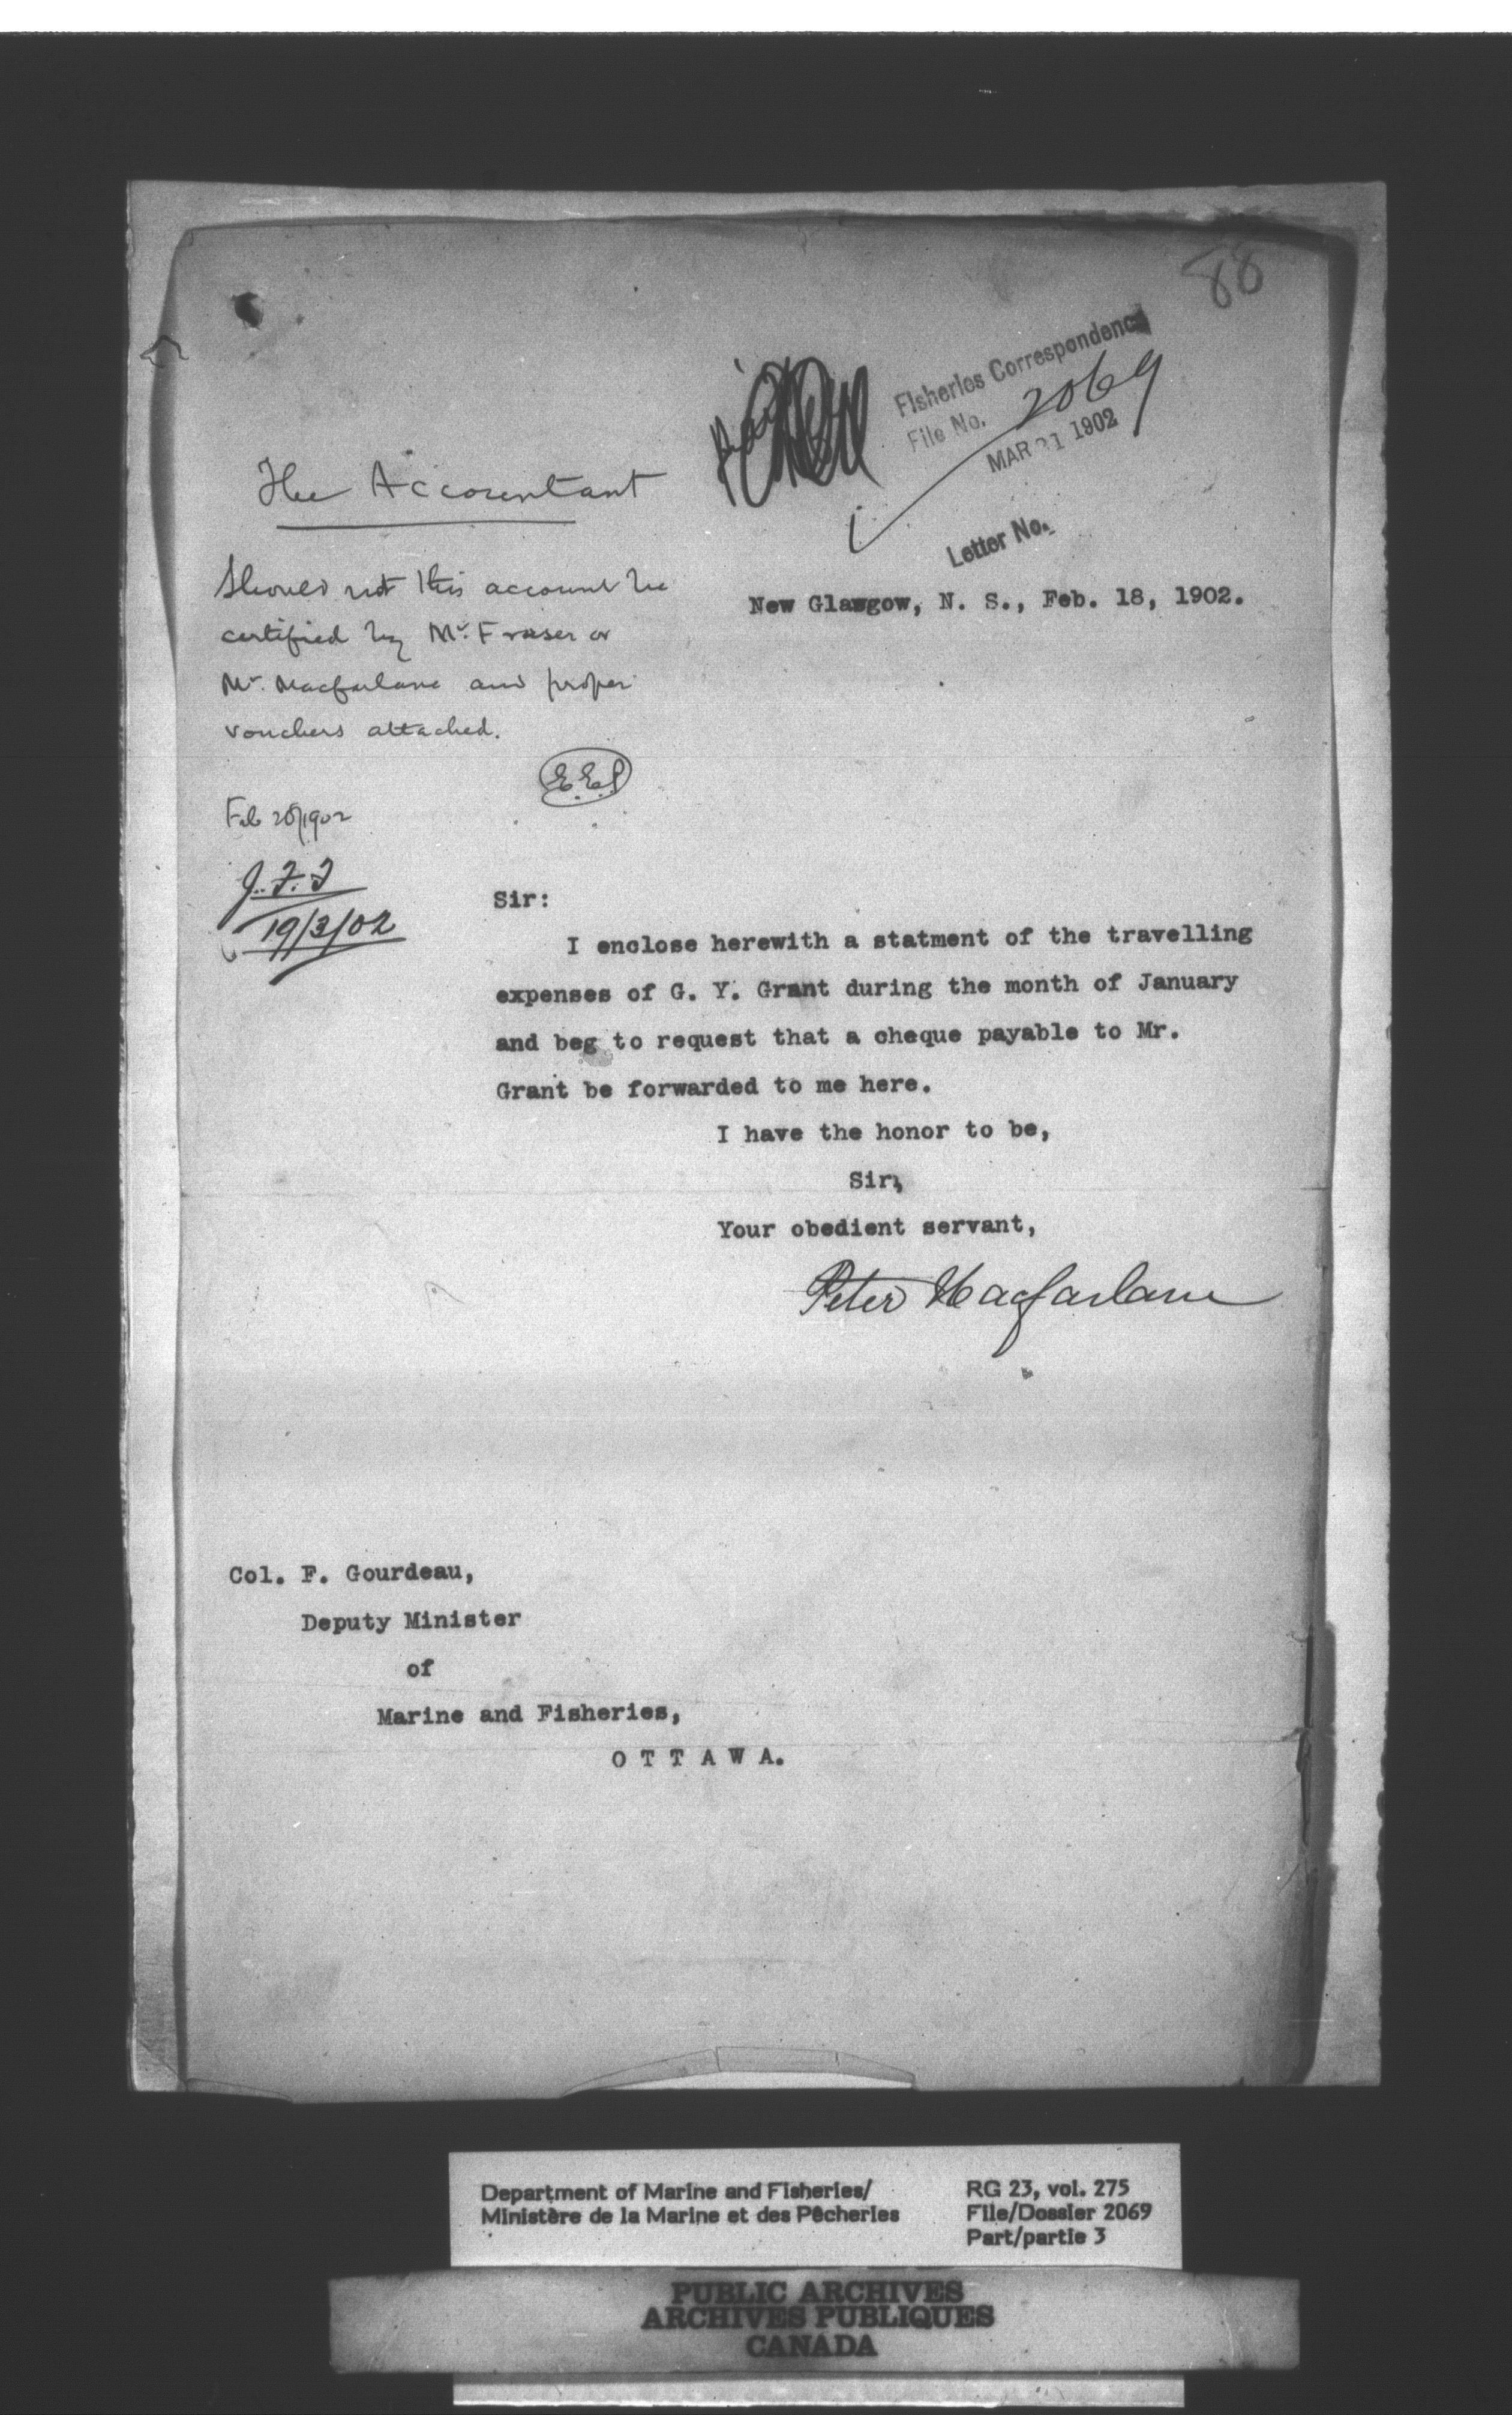 88
Fisheries Correspondence
File No. 2069
MAR 21 1902
Letter No.
The Accountant
Should not this account be
certified by Mr. Fraser or
Mr. Macfarlane and proper
vouchers attached.
E.E.P
Feb 28/1902
J.F.F
19/3/02
New Glasgow, N. S., Feb. 18, 1902.
Sir:
I enclose herewith a statment of the travelling
expenses of G. Y. Grant during the month of January
and beg to request that a cheque payable to Mr.
Grant be forwarded to me here.
I have the honor to be,
Sir,
Your obedient servant,
Peter Macfarlane
Col. F. Gourdeau,
Deputy Minister
of
Marine and Fisheries,
O T T A W A.
Department of Marine and Fisheries/
Ministère de la Marine et des Pêcheries
RG 23, vol. 275
File/Dossier 2069
Part/partie 3
PUBLIC ARCHIVES
ARCHIVES PUBLIQUES
CANADA